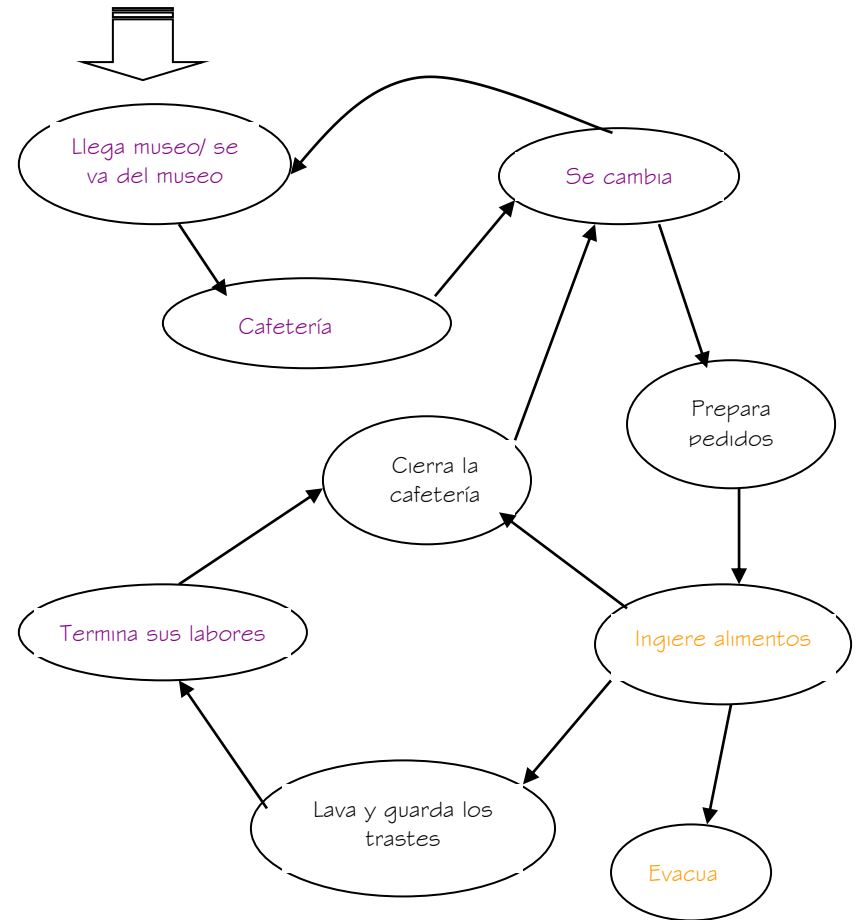 Llega museo/ se
va del museo
Se cambia
Cafetería
Prepara
pedidos
Cierra la
cafetería
Termina sus labores
Ingiere alimentos
Lava y guarda los
trastes
Evacua